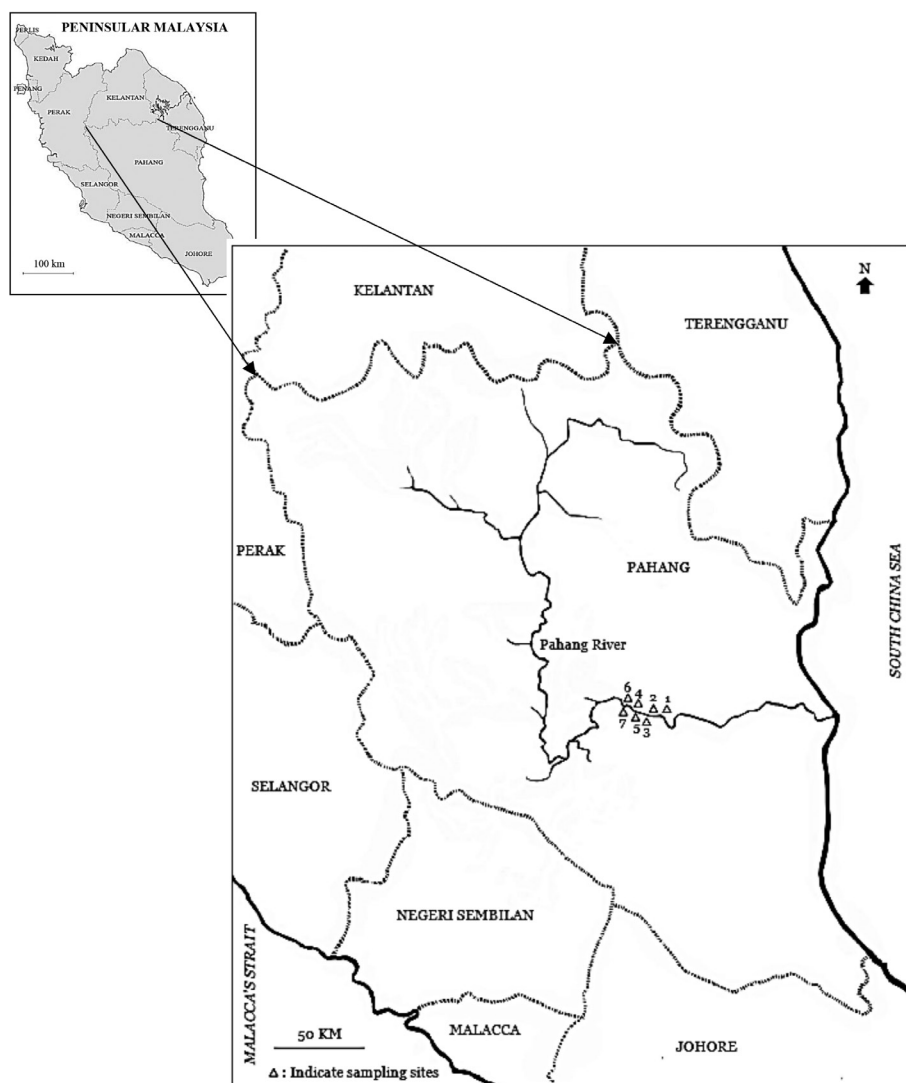 PENINSULAR MALAYSIA
PERLIS
KEDAH
PENANG
KELANTAN
PERAK
TERENGGANU
PAHANG
SELANGOR
NEGERI SEMBILAN
MALACCA
JOHORE
100 km
N
KELANTAN
TERENGGANU
PERAK
PAHANG
SOUTH CHINA SEA
Pahang River
6
4
2
1
7
5
3
SELANGOR
NEGERI SEMBILAN
MALACCA'S STRAIT
50 KM
MALACCA
JOHORE
Δ : Indicate sampling sites